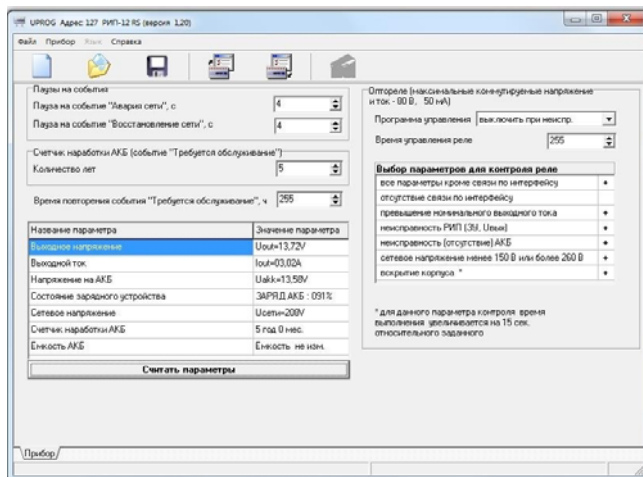 UPROG Адрес 127 РИП-12 RS (версия 1,20)
Файл Прибор Язык Справка
Паузы на события
Пауза на событие "Авария сети", с 4
Пауза на событие "Восстановление сети", с 4
Счетчик наработки АКБ (событие "Требуется обслуживание")
Количество лет 5
Время повторения события "Требуется обслуживание", ч 255
Название параметра Значение параметра
Выходное напряжение Uout=13,72V
Выходной ток Iout=03,02A
Напряжение на АКБ Uakk=13,58V
Состояние зарядного устройства ЗАРЯД АКБ : 091%
Сетевое напряжение Uсети=208V
Счетчик наработки АКБ 5 год 0 мес.
Емкость АКБ Емкость не изм.
Считать параметры
Оптореле (максимальные коммутируемые напряжение
и ток - 80 В, 50 мА)
Программа управления выключить при неиспр.
Время управления реле 255
Выбор параметров для контроля реле
все параметры кроме связи по интерфейсу +
отсутствие связи по интерфейсу
превышение номинального выходного тока +
неисправность РИП (ЗУ, Uвых) +
неисправность (отсутствие) АКБ +
сетевое напряжение менее 150 В или более 260 В +
вскрытие корпуса * +
* для данного параметра контроля время
выполнения увеличивается на 15 сек.
относительного заданного
Прибор